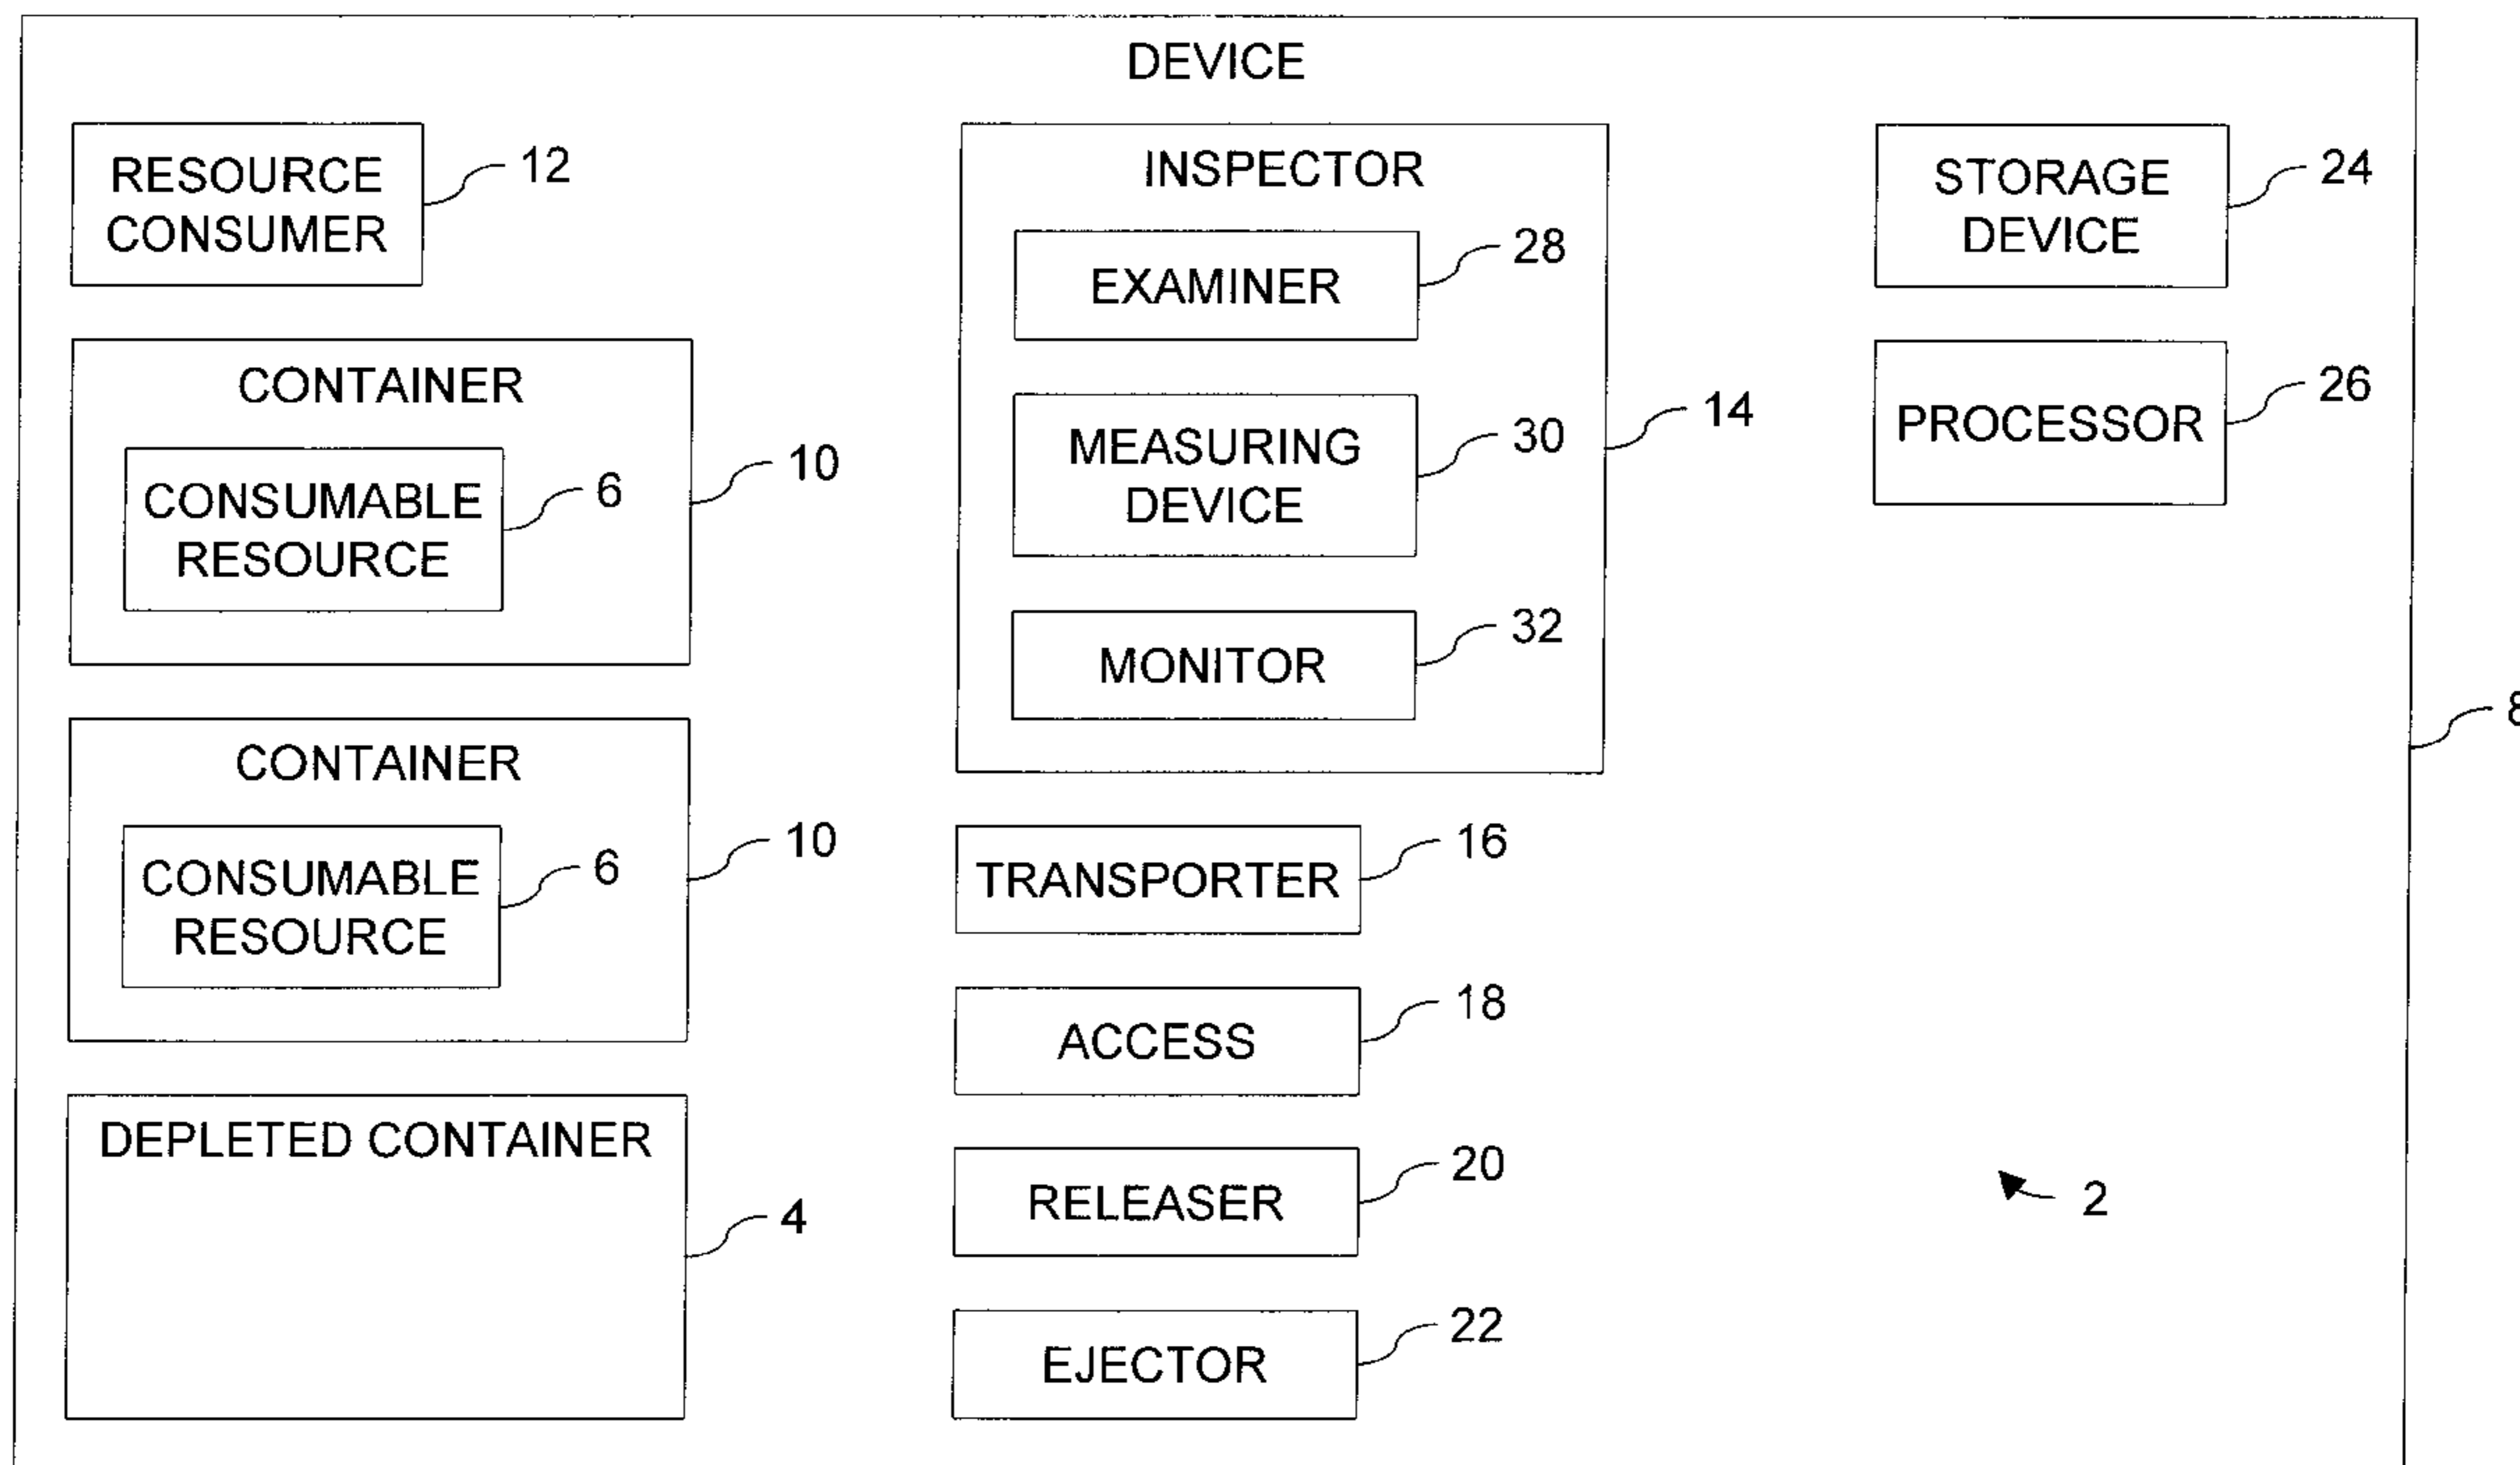 DEVICE
RESOURCE
CONSUMER
12
CONTAINER
CONSUMABLE
RESOURCE
6
10
CONTAINER
CONSUMABLE
RESOURCE
6
10
DEPLETED CONTAINER
4
INSPECTOR
EXAMINER
28
MEASURING
DEVICE
30
MONITOR
32
14
TRANSPORTER
16
ACCESS
18
RELEASER
20
EJECTOR
22
STORAGE
DEVICE
24
PROCESSOR
26
8
2